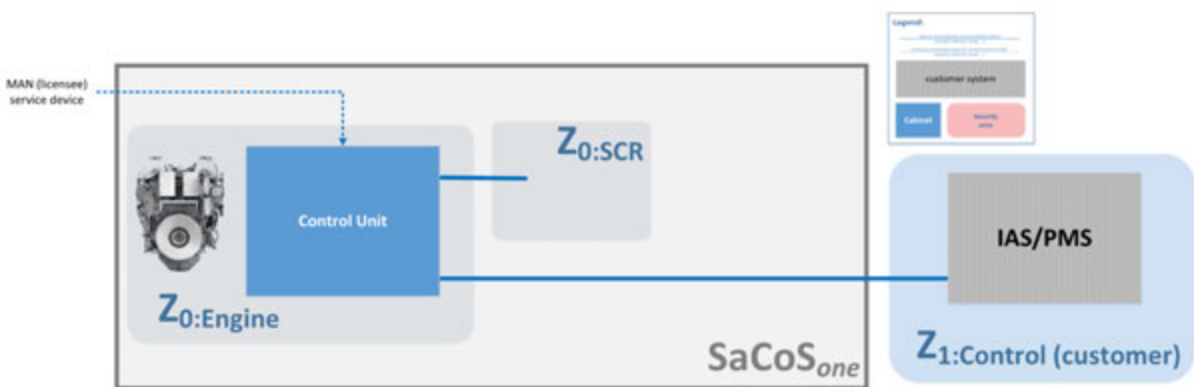 Legend:
customer system
Cabinet
Security
zone
MAN (licensee)
service device
Z0:SCR
Control Unit
IAS/PMS
Z0:Engine
Z1:Control (customer)
SaCoSone